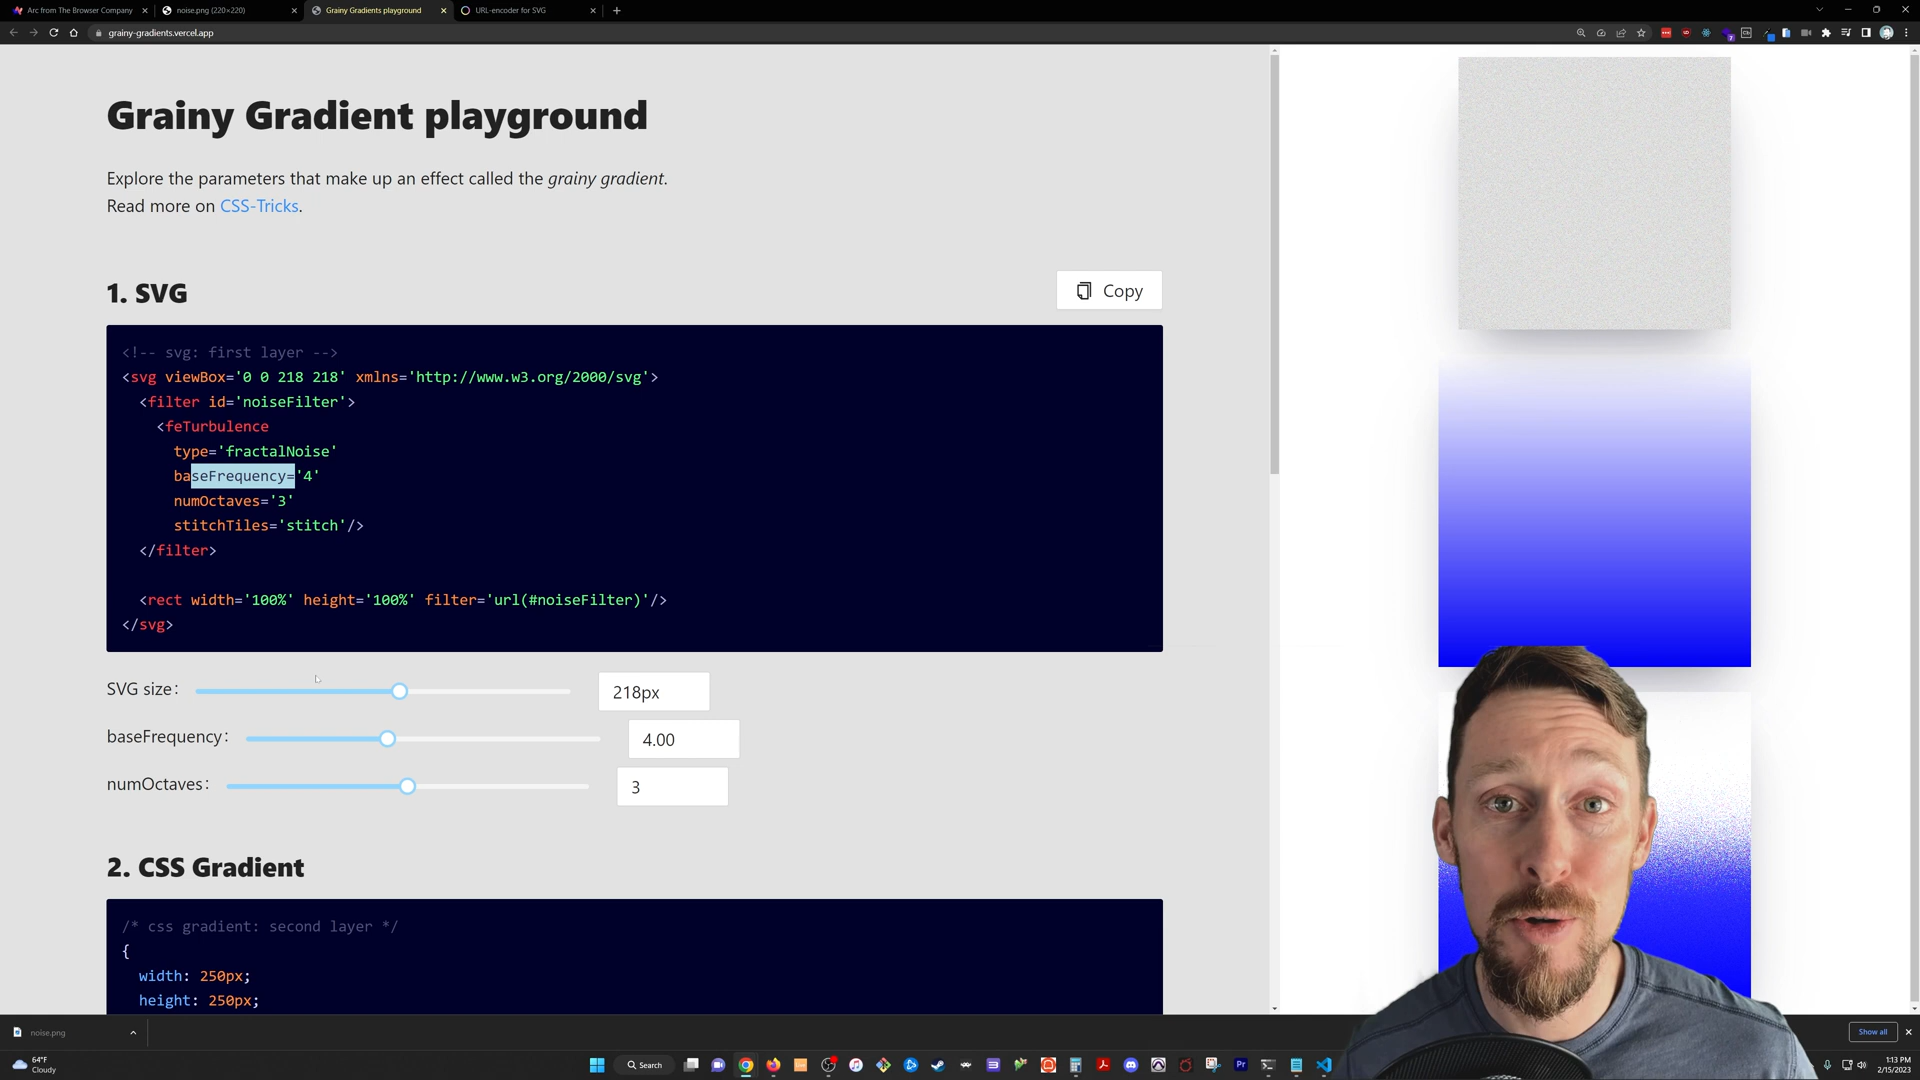 Arc from The Browser Company
noise.png (220×220)
Grainy Gradients playground
URL-encoder for SVG
grainy-gradients.vercel.app
Grainy Gradient playground
Explore the parameters that make up an effect called the grainy gradient.
Read more on CSS-Tricks.
1. SVG
Copy
<!-- svg: first layer -->
<svg viewBox='0 0 218 218' xmlns='http://www.w3.org/2000/svg'>
<filter id='noiseFilter'>
<feTurbulence
type='fractalNoise'
baseFrequency='4'
numOctaves='3'
stitchTiles='stitch'/>
</filter>
<rect width='100%' height='100%' filter='url(#noiseFilter)'/>
</svg>
SVG size:
218px
baseFrequency:
4.00
numOctaves:
3
2. CSS Gradient
/* css gradient: second layer */
{
width: 250px;
height: 250px;
noise.png
Show all
64°F
Cloudy
Search
Pr
1:13 PM
2/15/2023